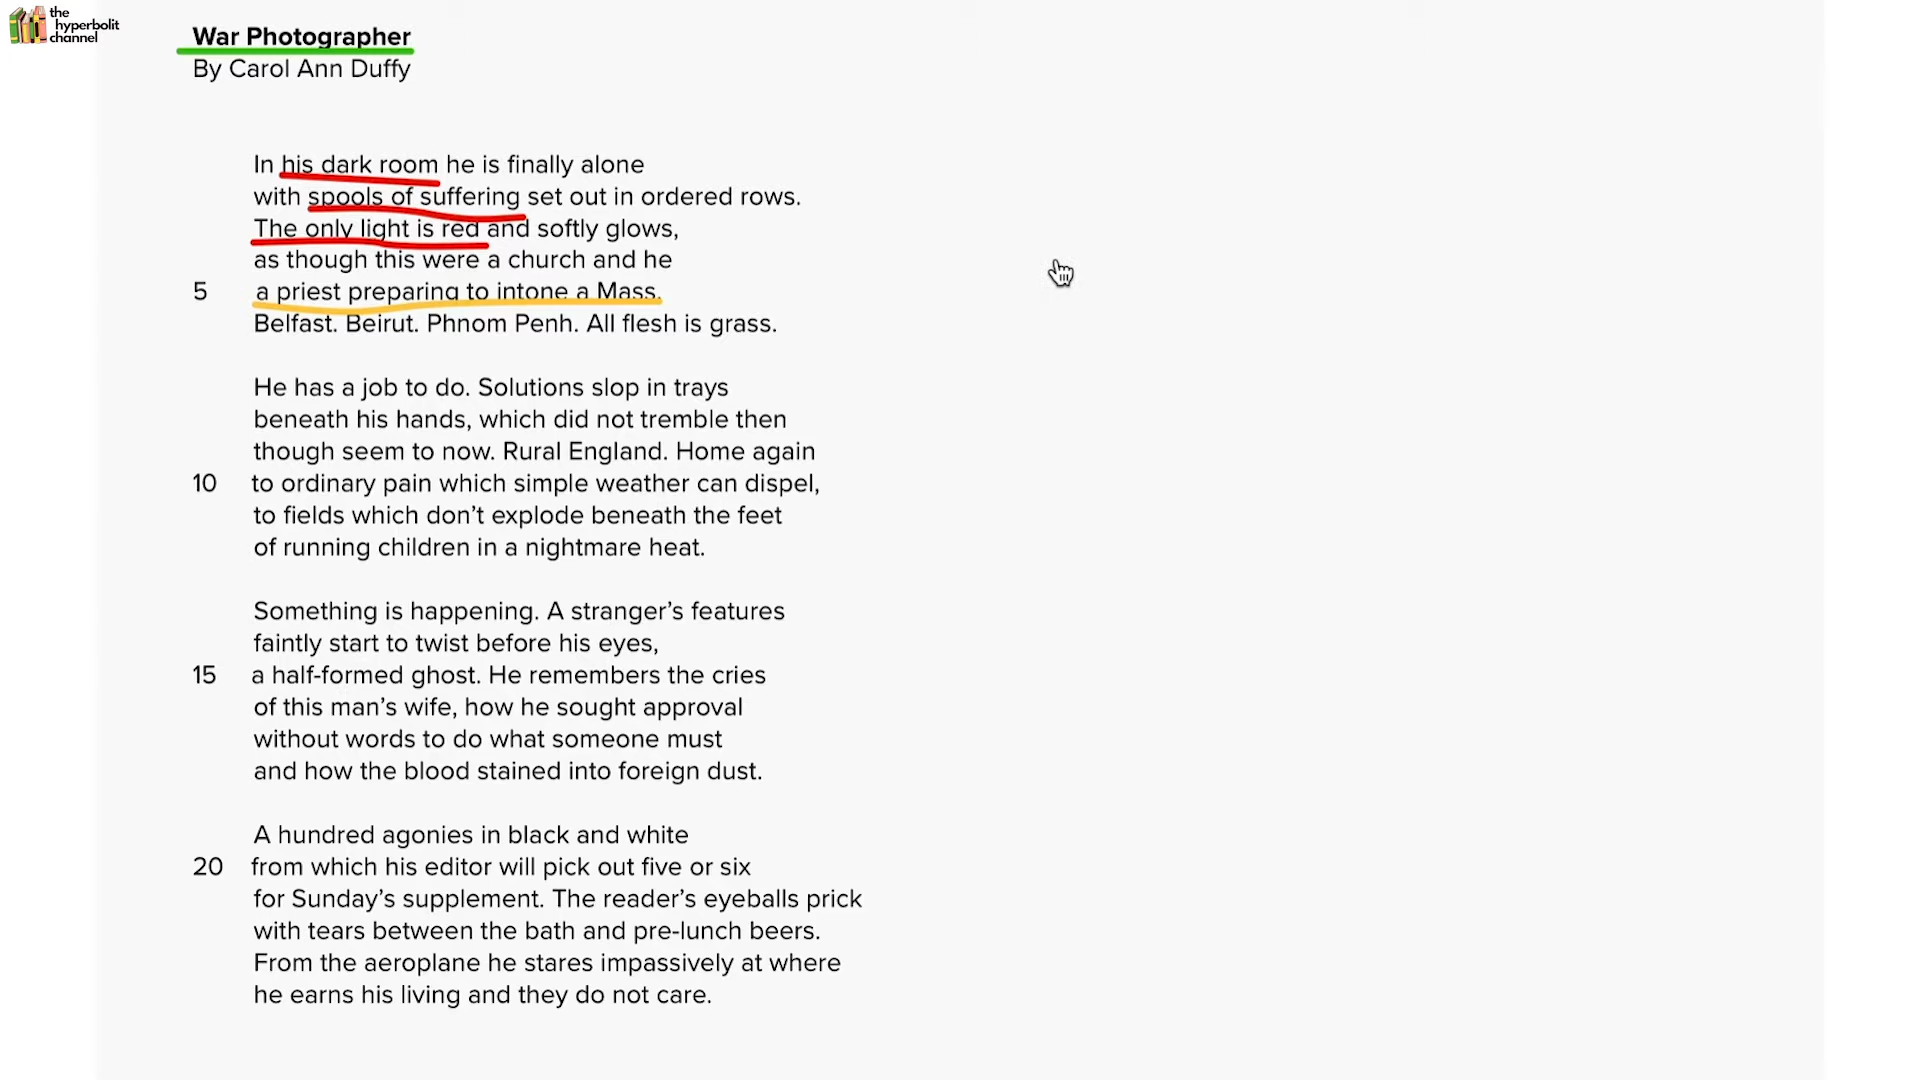 the
hyperbolit
channel
War Photographer
By Carol Ann Duffy
In his dark room he is finally alone
with spools of suffering set out in ordered rows.
The only light is red and softly glows,
as though this were a church and he
5 a priest preparing to intone a Mass.
Belfast. Beirut. Phnom Penh. All flesh is grass.
He has a job to do. Solutions slop in trays
beneath his hands, which did not tremble then
though seem to now. Rural England. Home again
10 to ordinary pain which simple weather can dispel,
to fields which don’t explode beneath the feet
of running children in a nightmare heat.
Something is happening. A stranger’s features
faintly start to twist before his eyes,
15 a half-formed ghost. He remembers the cries
of this man’s wife, how he sought approval
without words to do what someone must
and how the blood stained into foreign dust.
A hundred agonies in black and white
20 from which his editor will pick out five or six
for Sunday’s supplement. The reader’s eyeballs prick
with tears between the bath and pre-lunch beers.
From the aeroplane he stares impassively at where
he earns his living and they do not care.